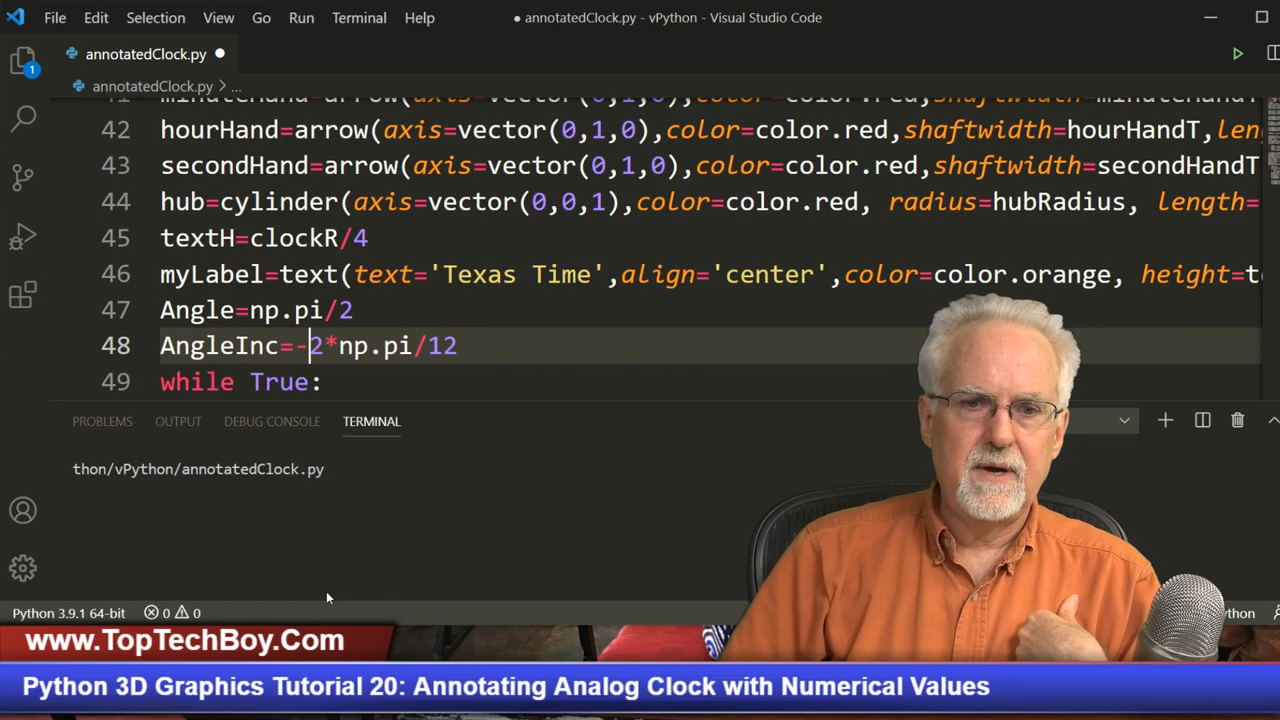 File Edit Selection View Go Run Terminal Help
● annotatedClock.py - vPython - Visual Studio Code
annotatedClock.py ●
1
annotatedClock.py > ...
42 hourHand=arrow(axis=vector(0,1,0),color=color.red,shaftwidth=hourHandT,len
43 secondHand=arrow(axis=vector(0,1,0),color=color.red,shaftwidth=secondHandT
44 hub=cylinder(axis=vector(0,0,1),color=color.red, radius=hubRadius, length=
45 textH=clockR/4
46 myLabel=text(text='Texas Time',align='center',color=color.orange, height=te
47 Angle=np.pi/2
48 AngleInc=-2*np.pi/12
49 while True:
PROBLEMS OUTPUT DEBUG CONSOLE TERMINAL
thon/vPython/annotatedClock.py
Python 3.9.1 64-bit 0 0 thon
www.TopTechBoy.Com
Python 3D Graphics Tutorial 20: Annotating Analog Clock with Numerical Values